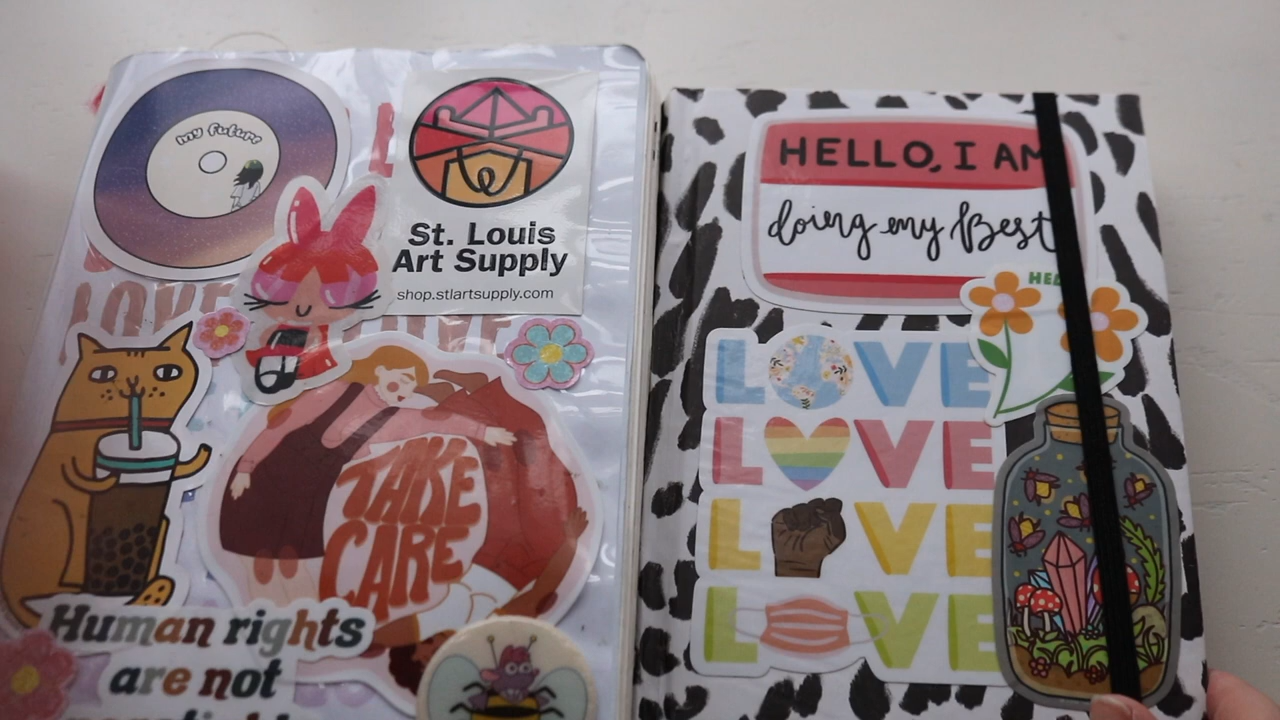 my future
St. Louis
Art Supply
shop.stlartsupply.com
LOVE
TAKE
CARE
Human rights
are not
HELLO, I AM
doing my Best
LOVE
LOVE
LOVE
LOVE